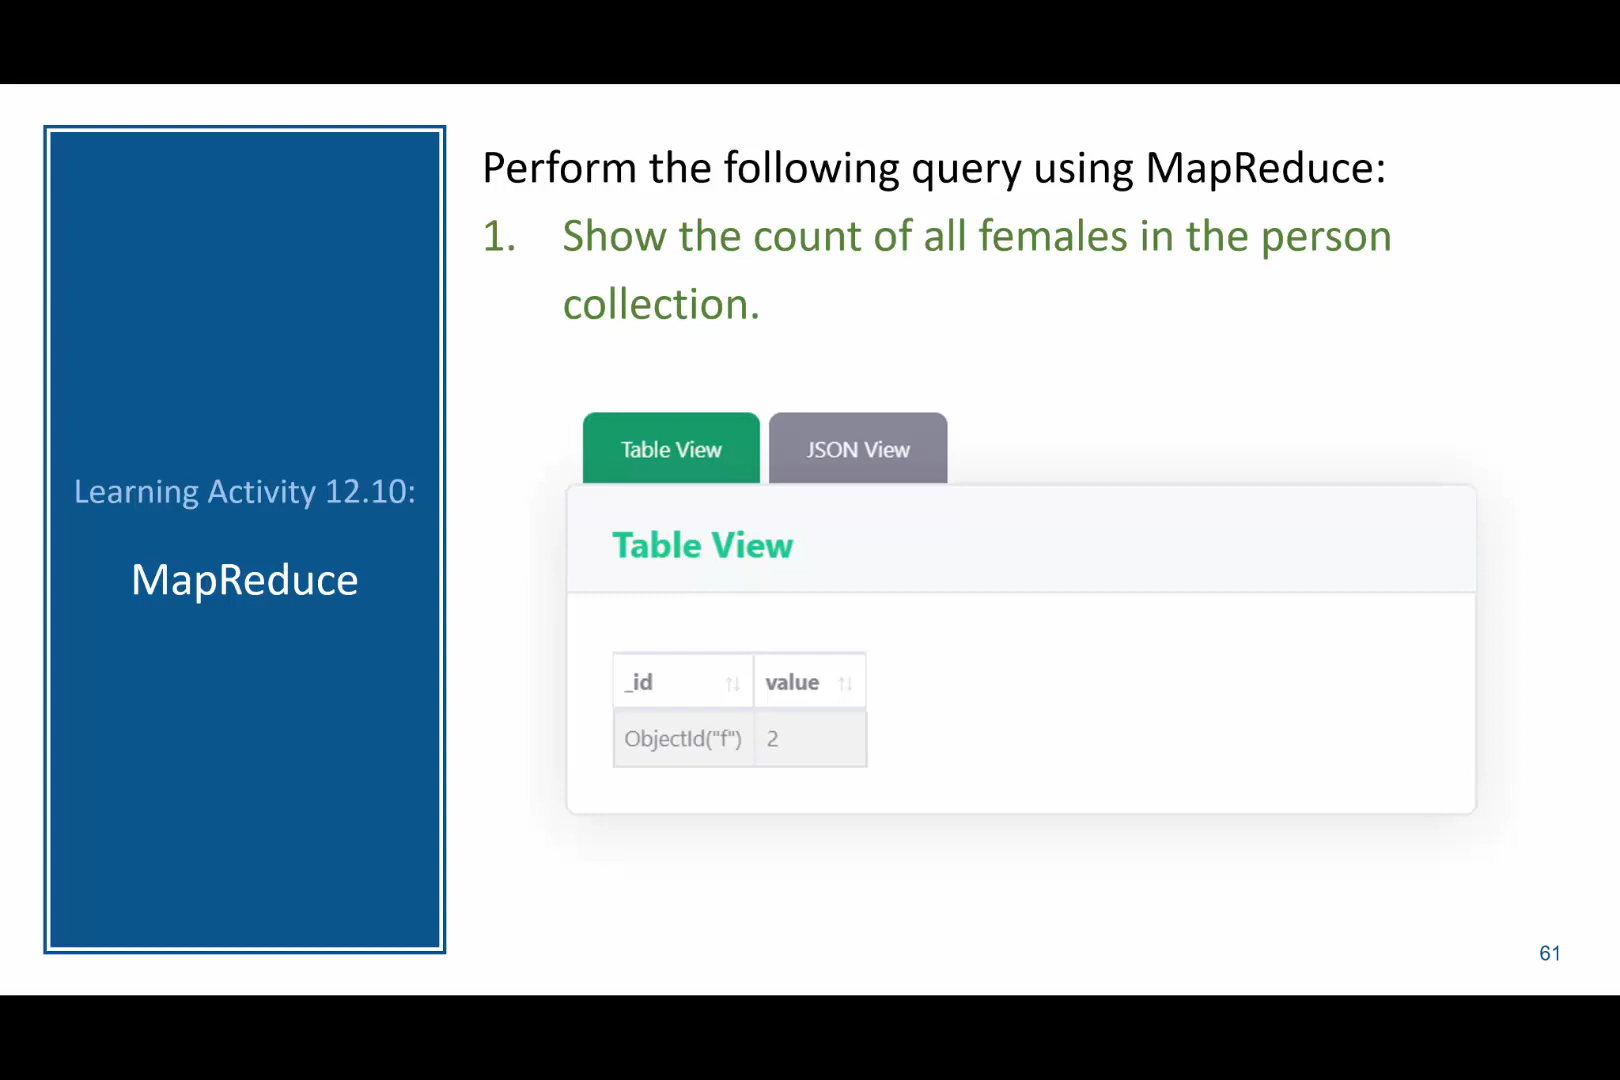 Learning Activity 12.10:
MapReduce
Perform the following query using MapReduce:
1. Show the count of all females in the person
collection.
Table View JSON View
Table View
_id value
ObjectId("f") 2
61